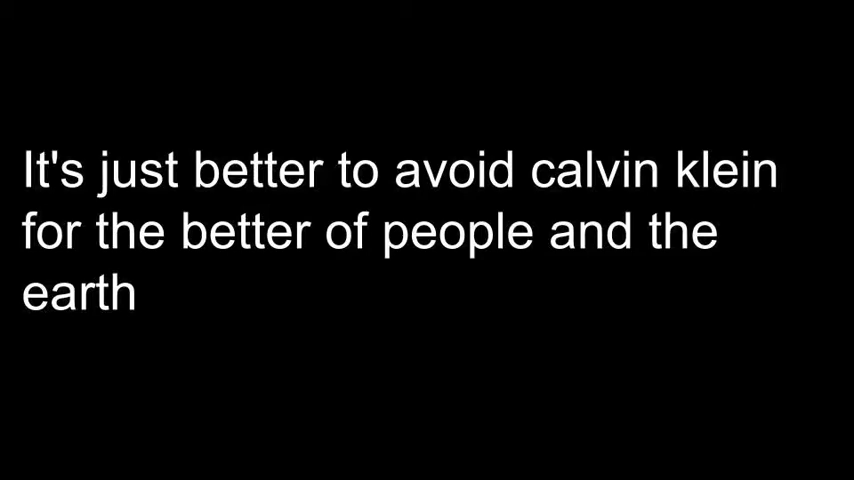 It's just better to avoid calvin klein
for the better of people and the
earth